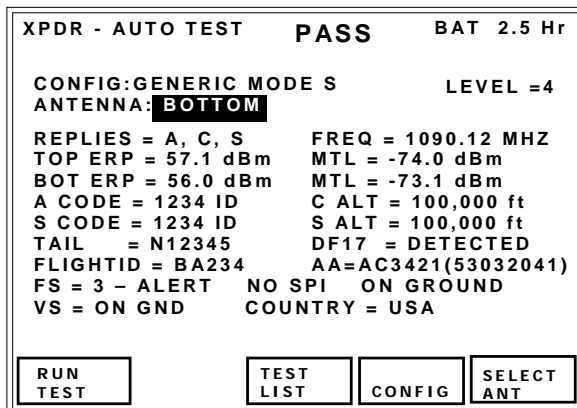 XPDR - AUTO TEST PASS BAT 2.5 Hr
CONFIG:GENERIC MODE S LEVEL =4
ANTENNA: BOTTOM
REPLIES = A, C, S FREQ = 1090.12 MHZ
TOP ERP = 57.1 dBm MTL = -74.0 dBm
BOT ERP = 56.0 dBm MTL = -73.1 dBm
A CODE = 1234 ID C ALT = 100,000 ft
S CODE = 1234 ID S ALT = 100,000 ft
TAIL = N12345 DF17 = DETECTED
FLIGHTID = BA234 AA=AC3421(53032041)
FS = 3 – ALERT NO SPI ON GROUND
VS = ON GND COUNTRY = USA
RUN TEST
TEST LIST
CONFIG
SELECT ANT